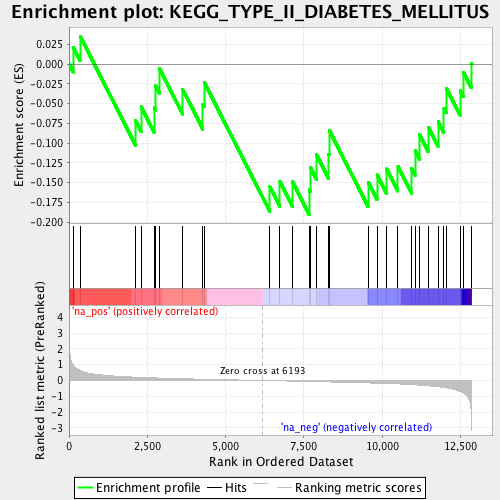 Enrichment plot: KEGG_TYPE_II_DIABETES_MELLITUS
Enrichment score (ES)
0.025
0.000
-0.025
-0.050
-0.075
-0.100
-0.125
-0.150
-0.175
-0.200
'na_pos' (positively correlated)
Ranked list metric (PreRanked)
4
3
2
1
0
-1
-2
-3
Zero cross at 6193
'na_neg' (negatively correlated)
0
2,500
5,000
7,500
10,000
12,500
Rank in Ordered Dataset
Enrichment profile
Hits
Ranking metric scores